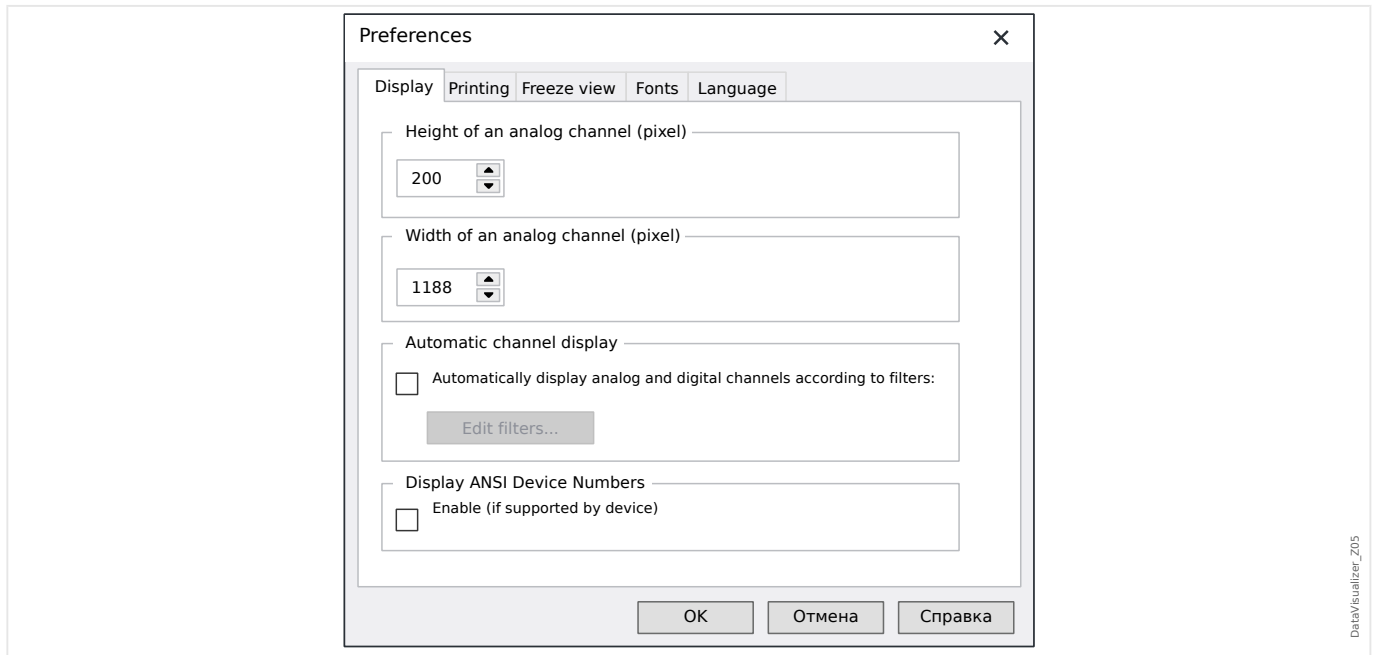 Preferences
Display Printing Freeze view Fonts Language
Height of an analog channel (pixel)
200
Width of an analog channel (pixel)
1188
Automatic channel display
Automatically display analog and digital channels according to filters:
Edit filters...
Display ANSI Device Numbers
Enable (if supported by device)
OK Отмена Справка
DataVisualizer_Z05